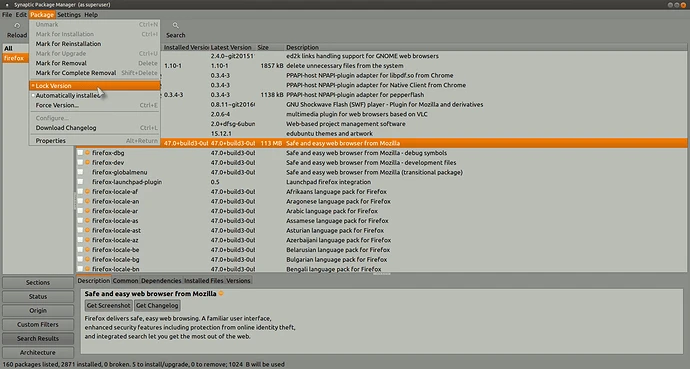 Synaptic Package Manager (as superuser)
File Edit Package Settings Help
Reload
Search
Unmark Ctrl+N
Mark for Installation Ctrl+I
Mark for Reinstallation
Mark for Upgrade Ctrl+U
Mark for Removal Delete
Mark for Complete Removal Shift+Delete
Lock Version
Automatically installed
Force Version... Ctrl+E
Configure...
Download Changelog Ctrl+L
Properties Alt+Return
All
firefox
Installed Version Latest Version Size Description
2.4.0~git20151 ed2k links handling support for GNOME web browsers
1.10-1 1.10-1 1857 kB delete unnecessary files from the system
0.3.4-3 PPAPI-host NPAPI-plugin adapter for libpdf.so from Chrome
0.3.4-3 PPAPI-host NPAPI-plugin adapter for Native Client from Chrome
0.3.4-3 0.3.4-3 1138 kB PPAPI-host NPAPI-plugin adapter for pepperflash
0.8.11~git2016 GNU Shockwave Flash (SWF) player - Plugin for Mozilla and derivatives
2.0.6-4 multimedia plugin for web browsers based on VLC
2.0+dfsg-6ubun Web-based project management software
15.12.1 edubuntu themes and artwork
47.0+build3-0ul 47.0+build3-0ul 113 MB Safe and easy web browser from Mozilla
firefox-dbg 47.0+build3-0ul Safe and easy web browser from Mozilla - debug symbols
firefox-dev 47.0+build3-0ul Safe and easy web browser from Mozilla - development files
firefox-globalmenu 47.0+build3-0ul Safe and easy web browser from Mozilla (transitional package)
firefox-launchpad-plugin 0.5 Launchpad firefox integration
firefox-locale-af 47.0+build3-0ul Afrikaans language pack for Firefox
firefox-locale-an 47.0+build3-0ul Aragonese language pack for Firefox
firefox-locale-ar 47.0+build3-0ul Arabic language pack for Firefox
firefox-locale-as 47.0+build3-0ul Assamese language pack for Firefox
firefox-locale-ast 47.0+build3-0ul Asturian language pack for Firefox
firefox-locale-az 47.0+build3-0ul Azerbaijani language pack for Firefox
firefox-locale-be 47.0+build3-0ul Belarusian language pack for Firefox
firefox-locale-bg 47.0+build3-0ul Bulgarian language pack for Firefox
firefox-locale-bn 47.0+build3-0ul Bengali language pack for Firefox
Sections
Status
Origin
Custom Filters
Search Results
Architecture
Description Common Dependencies Installed Files Versions
Safe and easy web browser from Mozilla
Get Screenshot Get Changelog
Firefox delivers safe, easy web browsing. A familiar user interface,
enhanced security features including protection from online identity theft,
and integrated search let you get the most out of the web.
160 packages listed, 2871 installed, 0 broken. 5 to install/upgrade, 0 to remove; 1024 B will be used